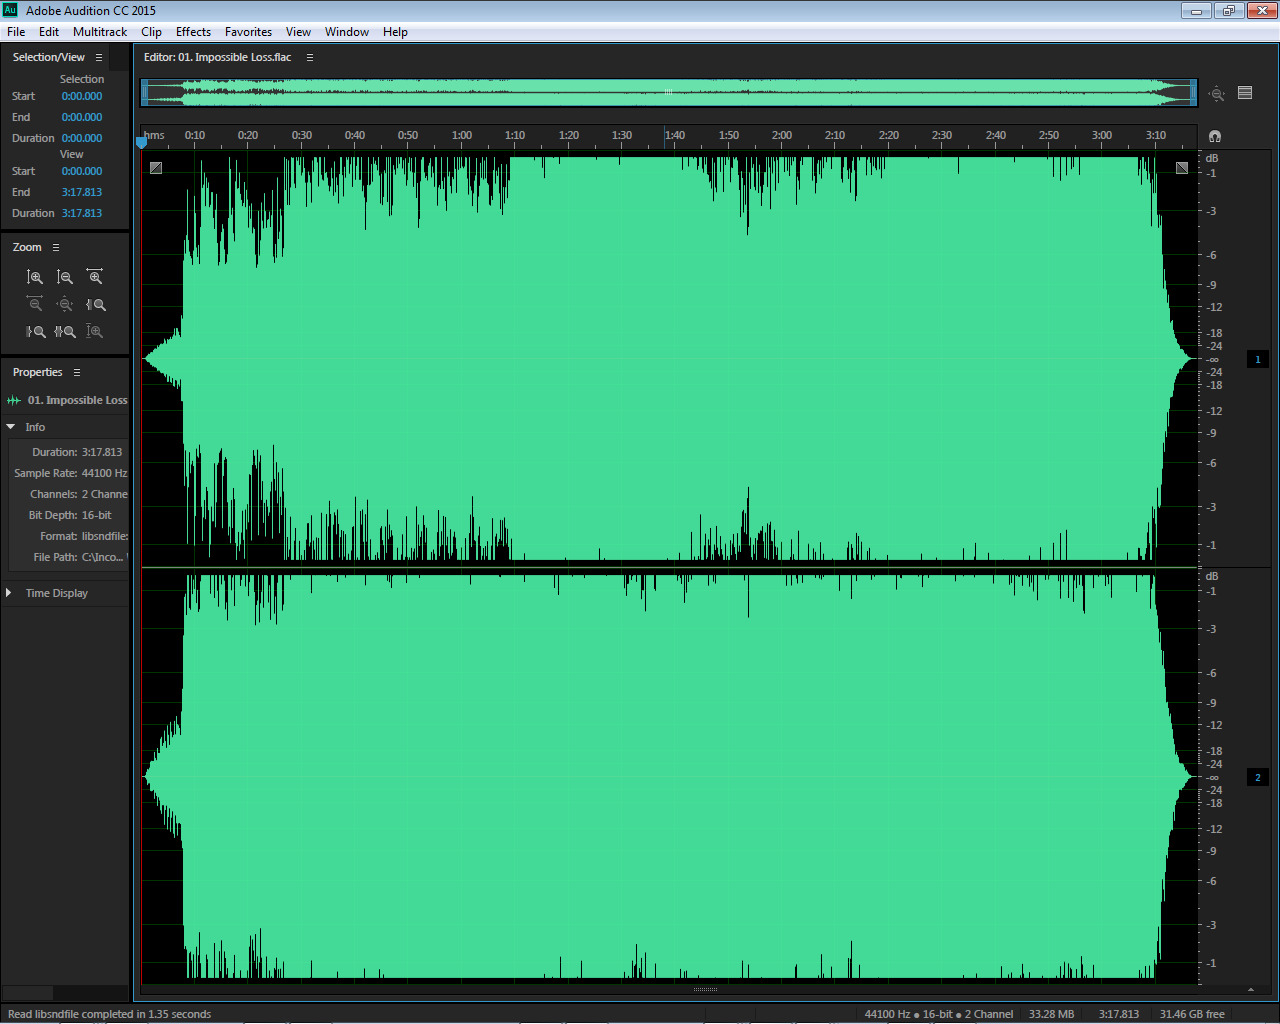 Au Adobe Audition CC 2015
File Edit Multitrack Clip Effects Favorites View Window Help
Selection/View
Selection
Start 0:00.000
End 0:00.000
Duration 0:00.000
View
Start 0:00.000
End 3:17.813
Duration 3:17.813
Zoom
Properties
01. Impossible Loss
Info
Duration: 3:17.813
Sample Rate: 44100 Hz
Channels: 2 Channe
Bit Depth: 16-bit
Format: libsndfile;
File Path: C:\Inco...
Time Display
Editor: 01. Impossible Loss.flac
hms 0:10 0:20 0:30 0:40 0:50 1:00 1:10 1:20 1:30 1:40 1:50 2:00 2:10 2:20 2:30 2:40 2:50 3:00 3:10
dB
-1
-3
-6
-9
-12
-18
-24
-∞
-24
-18
-12
-9
-6
-3
-1
1
dB
-1
-3
-6
-9
-12
-18
-24
-∞
-24
-18
-12
-9
-6
-3
-1
2
Read libsndfile completed in 1.35 seconds
44100 Hz ● 16-bit ● 2 Channel 33.28 MB 3:17.813 31.46 GB free